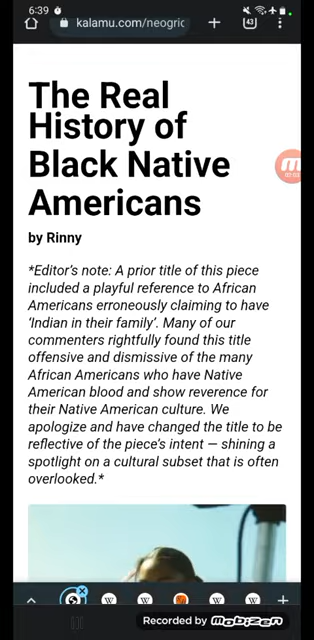 6:39
kalamu.com/neogric
43
The Real
History of
Black Native
Americans
by Rinny
*Editor's note: A prior title of this piece
included a playful reference to African
Americans erroneously claiming to have
‘Indian in their family’. Many of our
commenters rightfully found this title
offensive and dismissive of the many
African Americans who have Native
American blood and show reverence for
their Native American culture. We
apologize and have changed the title to be
reflective of the piece's intent — shining a
spotlight on a cultural subset that is often
overlooked.*
W W W W
Recorded by mobizen